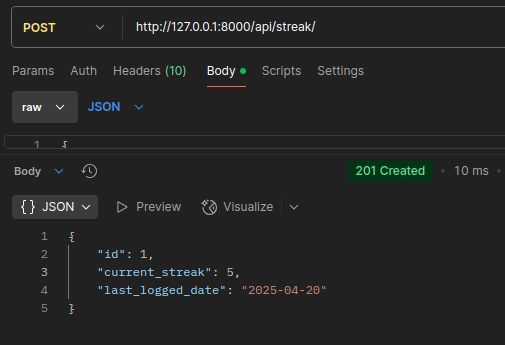 POST http://127.0.0.1:8000/api/streak/
Params Auth Headers (10) Body Scripts Settings
raw JSON
1 {
Body 201 Created 10 ms
{} JSON Preview Visualize
1 {
2 "id": 1,
3 "current_streak": 5,
4 "last_logged_date": "2025-04-20"
5 }